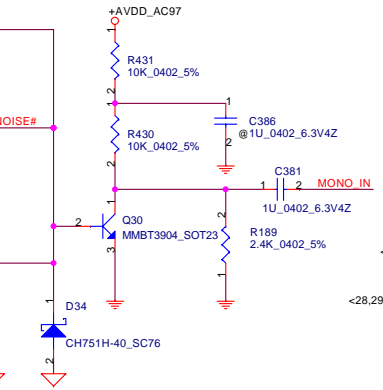 +AVDD_AC97
1
R431
10K_0402_5%
2
1
C386
@1U_0402_6.3V4Z
2
NOISE#
1
R430
10K_0402_5%
2
C381
1
2
MONO_IN
1U_0402_6.3V4Z
1
Q30
2
MMBT3904_SOT23
3
2
R189
2.4K_0402_5%
1
1
D34
CH751H-40_SC76
2
<28,29